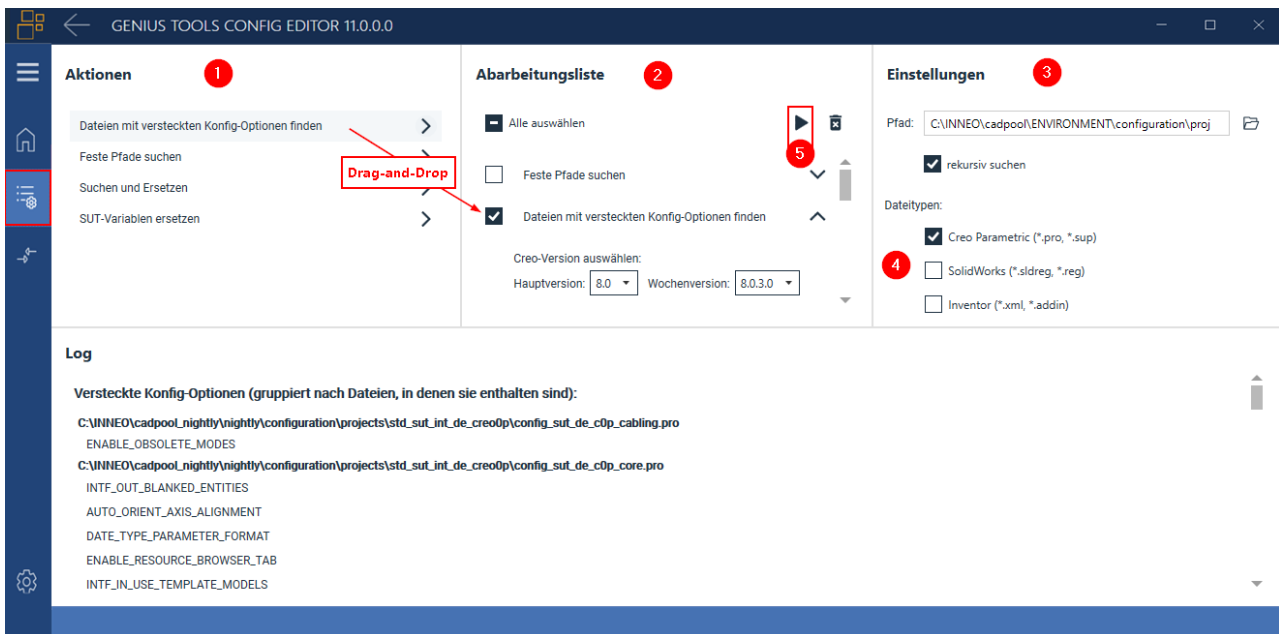 GENIUS TOOLS CONFIG EDITOR 11.0.0.0
Aktionen
1
Dateien mit versteckten Konfig-Optionen finden
Feste Pfade suchen
Suchen und Ersetzen
SUT-Variablen ersetzen
Drag-and-Drop
Abarbeitungsliste
2
Alle auswählen
5
Feste Pfade suchen
Dateien mit versteckten Konfig-Optionen finden
Creo-Version auswählen:
Hauptversion: 8.0 Wochenversion: 8.0.3.0
Einstellungen
3
Pfad: C:\INNEO\cadpool\ENVIRONMENT\configuration\proj
rekursiv suchen
Dateitypen:
Creo Parametric (*.pro, *.sup)
4
SolidWorks (*.sldreg, *.reg)
Inventor (*.xml, *.addin)
Log
Versteckte Konfig-Optionen (gruppiert nach Dateien, in denen sie enthalten sind):
C:\INNEO\cadpool_nightly\nightly\configuration\projects\std_sut_int_de_creo0p\config_sut_de_c0p_cabling.pro
ENABLE_OBSOLETE_MODES
C:\INNEO\cadpool_nightly\nightly\configuration\projects\std_sut_int_de_creo0p\config_sut_de_c0p_core.pro
INTF_OUT_BLANKED_ENTITIES
AUTO_ORIENT_AXIS_ALIGNMENT
DATE_TYPE_PARAMETER_FORMAT
ENABLE_RESOURCE_BROWSER_TAB
INTF_IN_USE_TEMPLATE_MODELS